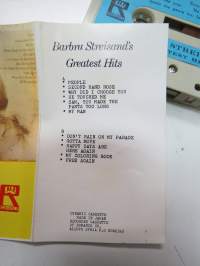 Barbra Streisand's
Greatest Hits
A
• PEOPLE
• SECOND HAND ROSE
• WHY DID I CHOOSE YOU
• HE TOUCHED ME
• SAM, YOU MADE THE
PANTS TOO LONG
• MY MAN
B
• DON'T RAIN ON MY PARADE
• GOTTA MOVE
• HAPPY DAYS ARE
HERE AGAIN
• MY COLORING BOOK
• FREE AGAIN
MADE IN JAPAN
RECORDED CASSETTE
STREI